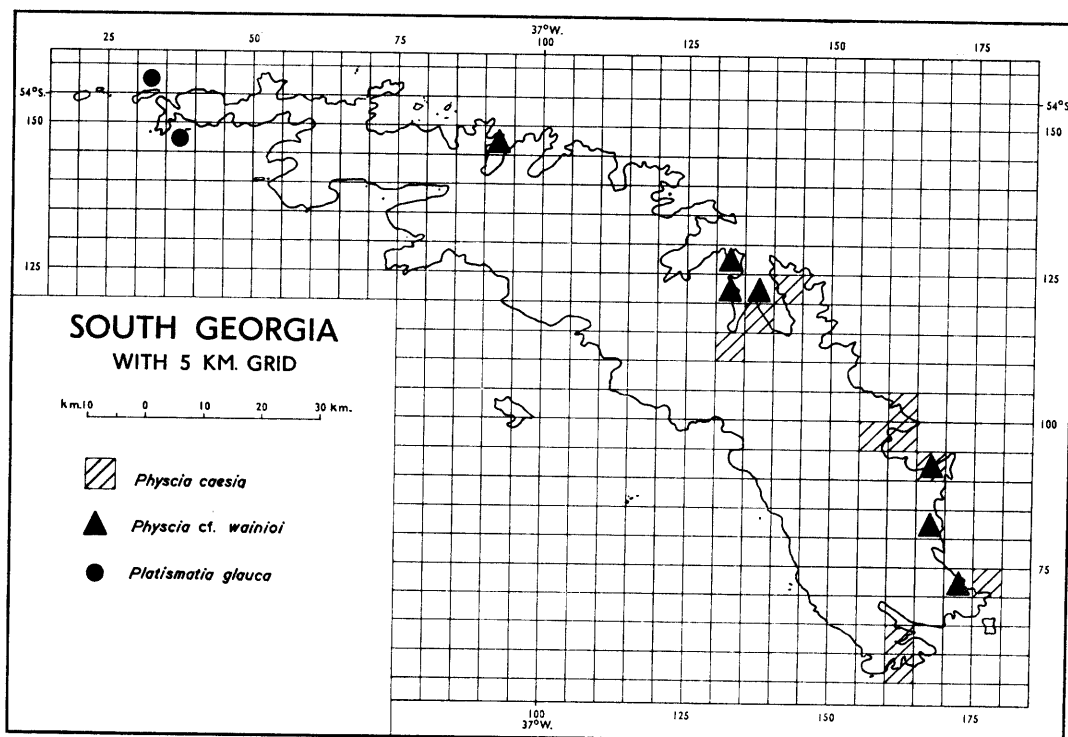 37°W.
25 50 75 100 125 150 175
54°S. 54°S
150 150
125 125
SOUTH GEORGIA
WITH 5 KM. GRID
km.10 0 10 20 30 km.
100
Physcia caesia
Physcia cf. wainioi
Platismatia glauca
75
100 125 150 175
37°W.